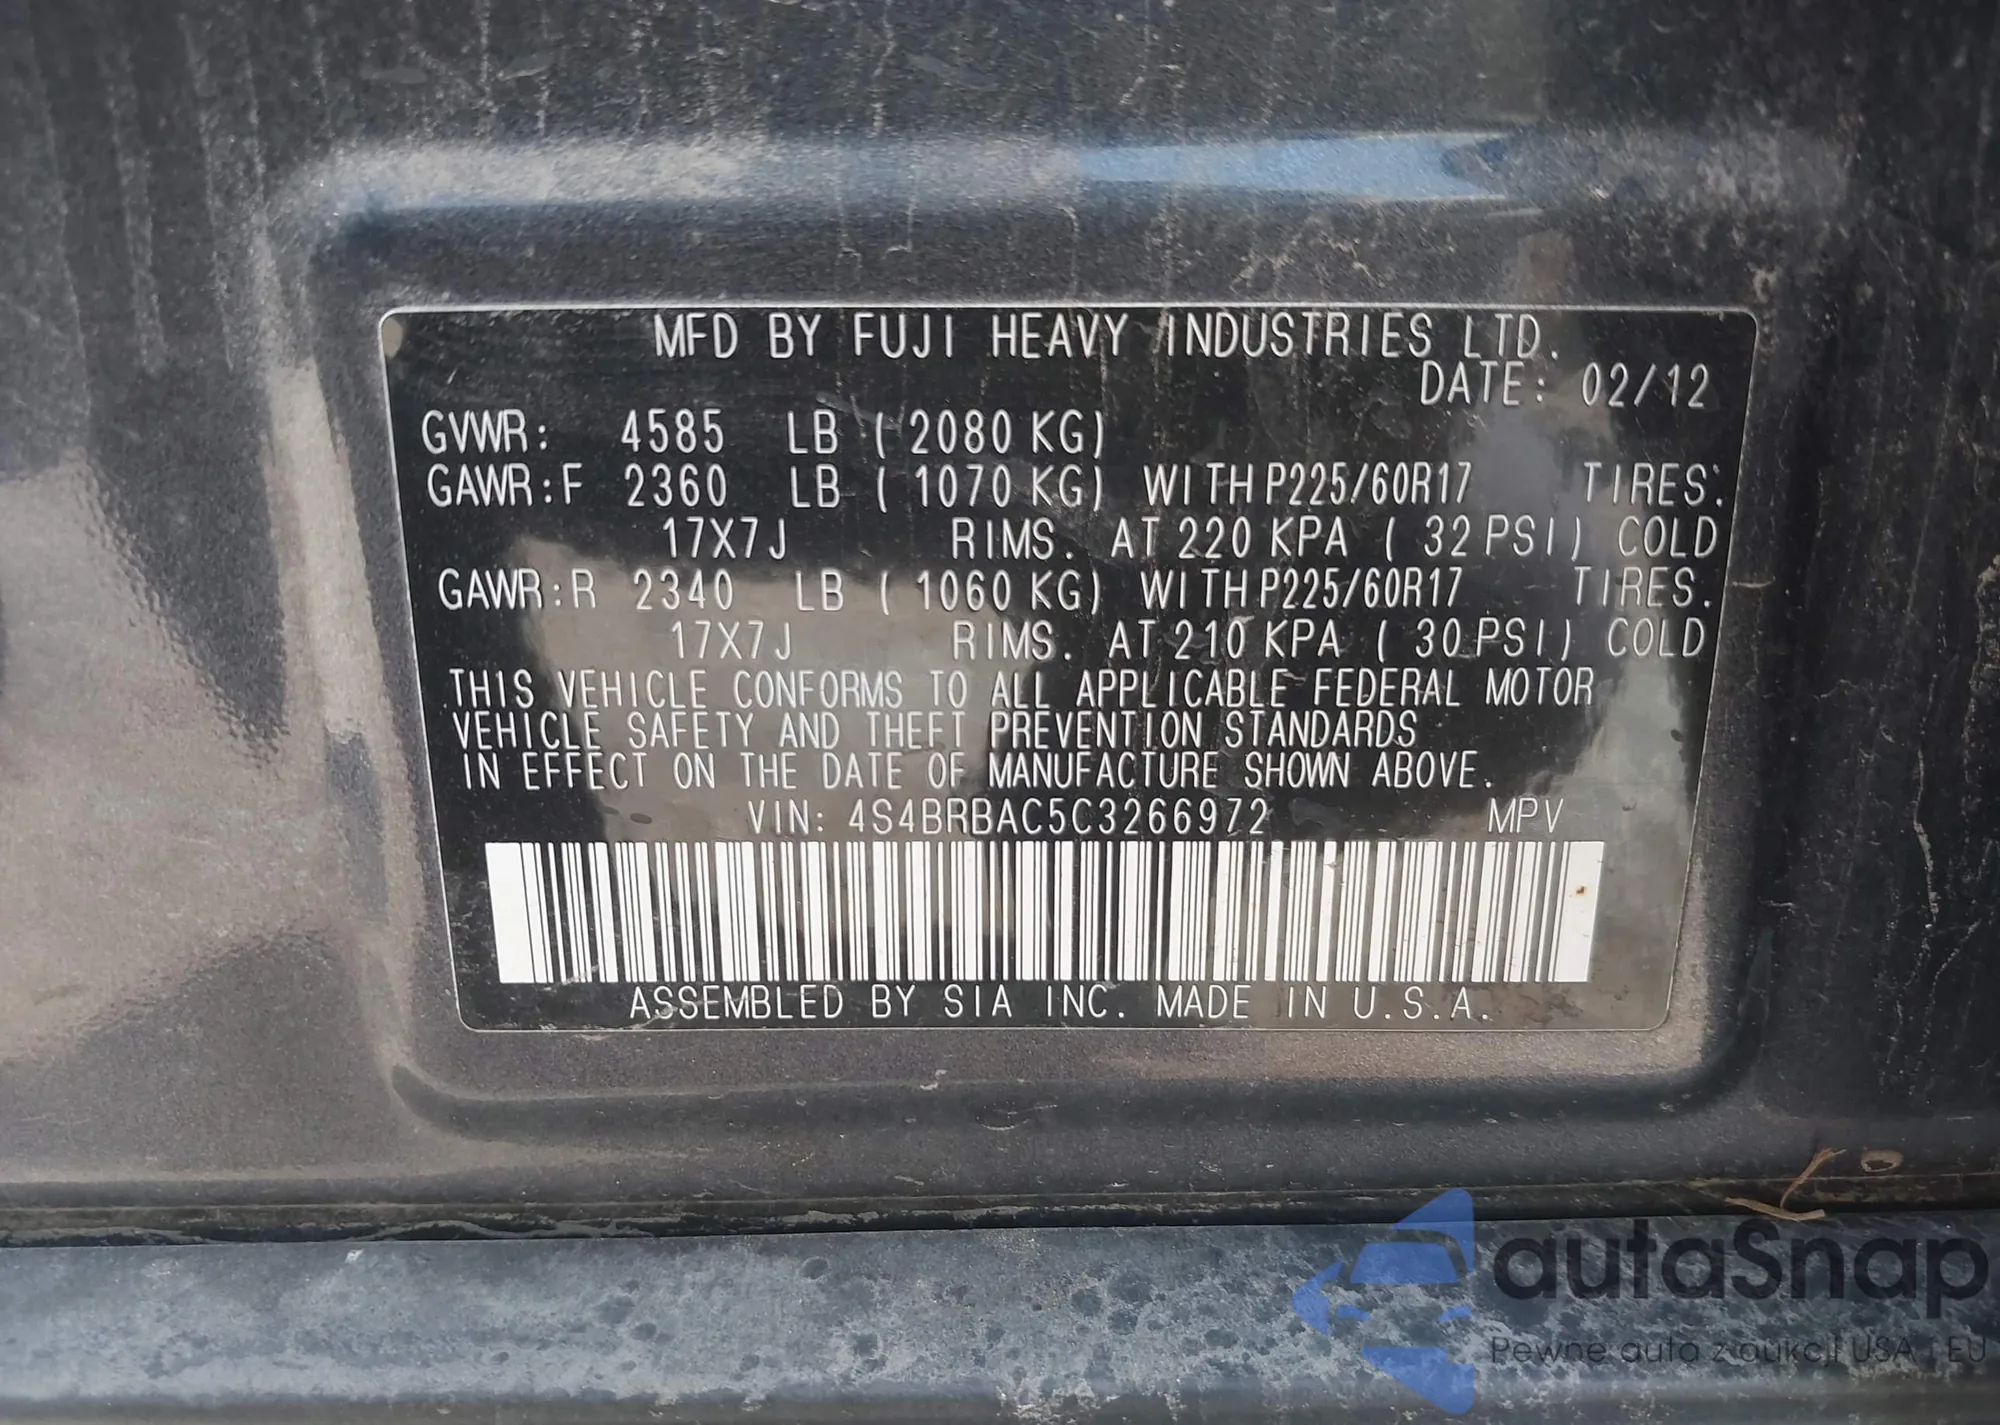 MFD BY FUJI HEAVY INDUSTRIES LTD.
DATE: 02/12
GVWR: 4585 LB (2080 KG)
GAWR:F 2360 LB (1070 KG) WITH P225/60R17 TIRES.
17X7J RIMS. AT 220 KPA (32 PSI) COLD
GAWR:R 2340 LB (1060 KG) WITH P225/60R17 TIRES.
17X7J RIMS. AT 210 KPA (30 PSI) COLD
THIS VEHICLE CONFORMS TO ALL APPLICABLE FEDERAL MOTOR
VEHICLE SAFETY AND THEFT PREVENTION STANDARDS
IN EFFECT ON THE DATE OF MANUFACTURE SHOWN ABOVE.
VIN: 4S4BRBAC5C3266972 MPV
ASSEMBLED BY SIA INC. MADE IN U.S.A.
autaSnap
Pewne auta z aukcji USA i EU